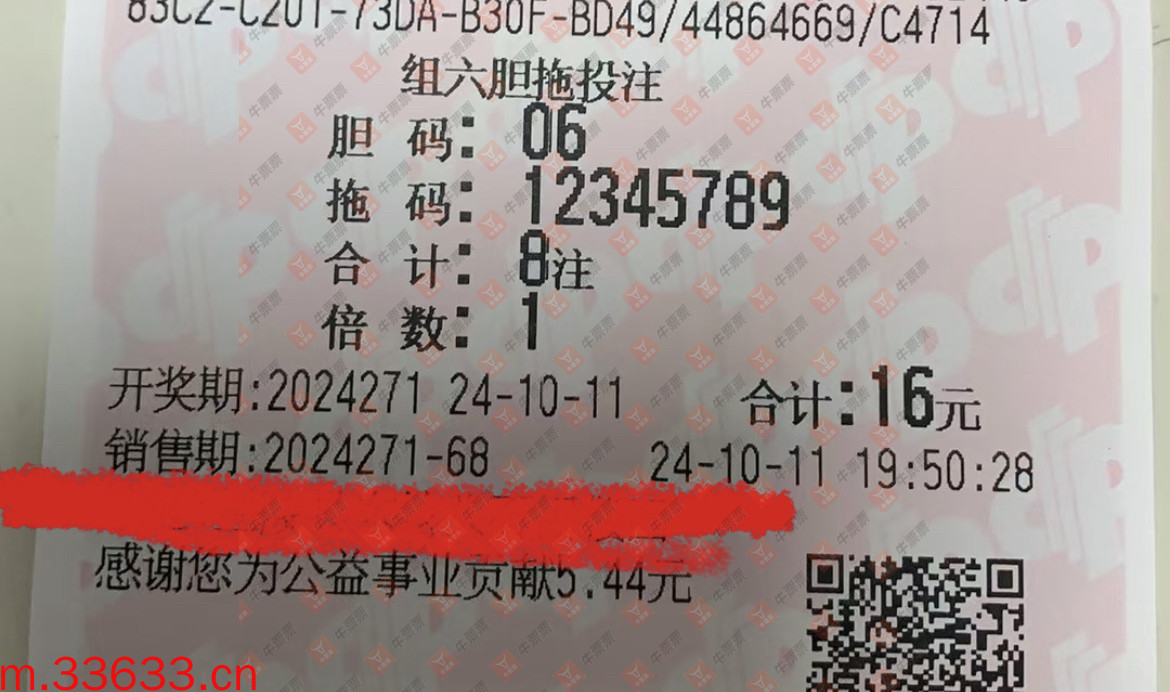 83C2-C201-73DA-B30F-BD49/44864669/C4714
组六胆拖投注
胆 码: 06
拖 码: 12345789
合 计: 8注
倍 数: 1
开奖期:2024271 24-10-11 合计:16元
销售期:2024271-68 24-10-11 19:50:28
感谢您为公益事业贡献5.44元
m.33633.cn
牛票票